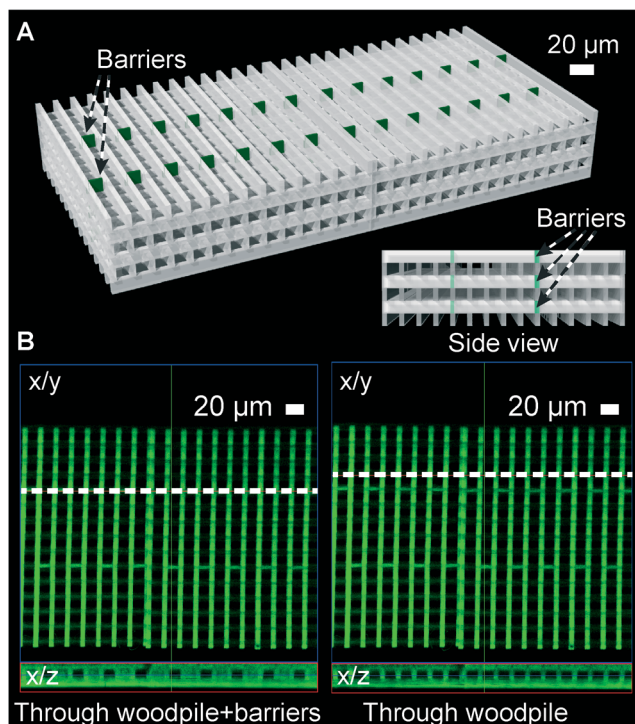 A
Barriers
20 µm
Barriers
Side view
B
x/y
20 µm
x/z
Through woodpile+barriers
x/y
20 µm
x/z
Through woodpile